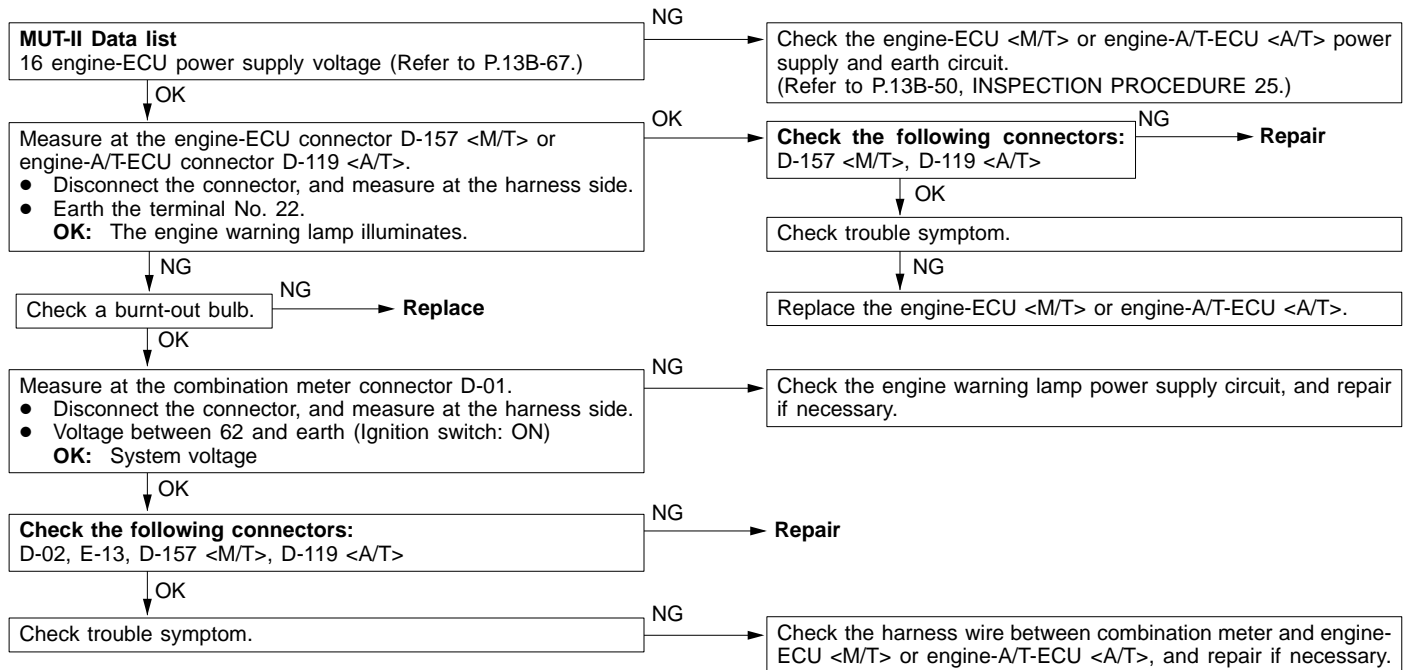 MUT-II Data list
16 engine-ECU power supply voltage (Refer to P.13B-67.)
NG
Check the engine-ECU <M/T> or engine-A/T-ECU <A/T> power
supply and earth circuit.
(Refer to P.13B-50, INSPECTION PROCEDURE 25.)
OK
Measure at the engine-ECU connector D-157 <M/T> or
engine-A/T-ECU connector D-119 <A/T>.
● Disconnect the connector, and measure at the harness side.
● Earth the terminal No. 22.
OK: The engine warning lamp illuminates.
OK
Check the following connectors:
D-157 <M/T>, D-119 <A/T>
NG
Repair
OK
Check trouble symptom.
NG
Replace the engine-ECU <M/T> or engine-A/T-ECU <A/T>.
NG
Check a burnt-out bulb.
NG
Replace
OK
Measure at the combination meter connector D-01.
● Disconnect the connector, and measure at the harness side.
● Voltage between 62 and earth (Ignition switch: ON)
OK: System voltage
NG
Check the engine warning lamp power supply circuit, and repair
if necessary.
OK
Check the following connectors:
D-02, E-13, D-157 <M/T>, D-119 <A/T>
NG
Repair
OK
Check trouble symptom.
NG
Check the harness wire between combination meter and engine-
ECU <M/T> or engine-A/T-ECU <A/T>, and repair if necessary.